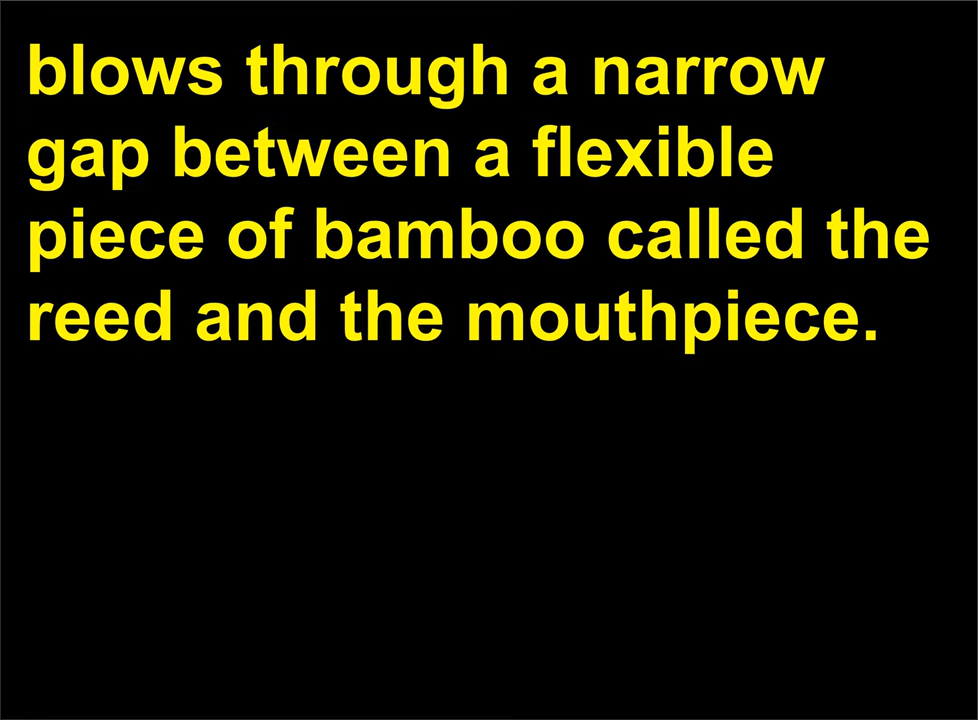 blows through a narrow
gap between a flexible
piece of bamboo called the
reed and the mouthpiece.